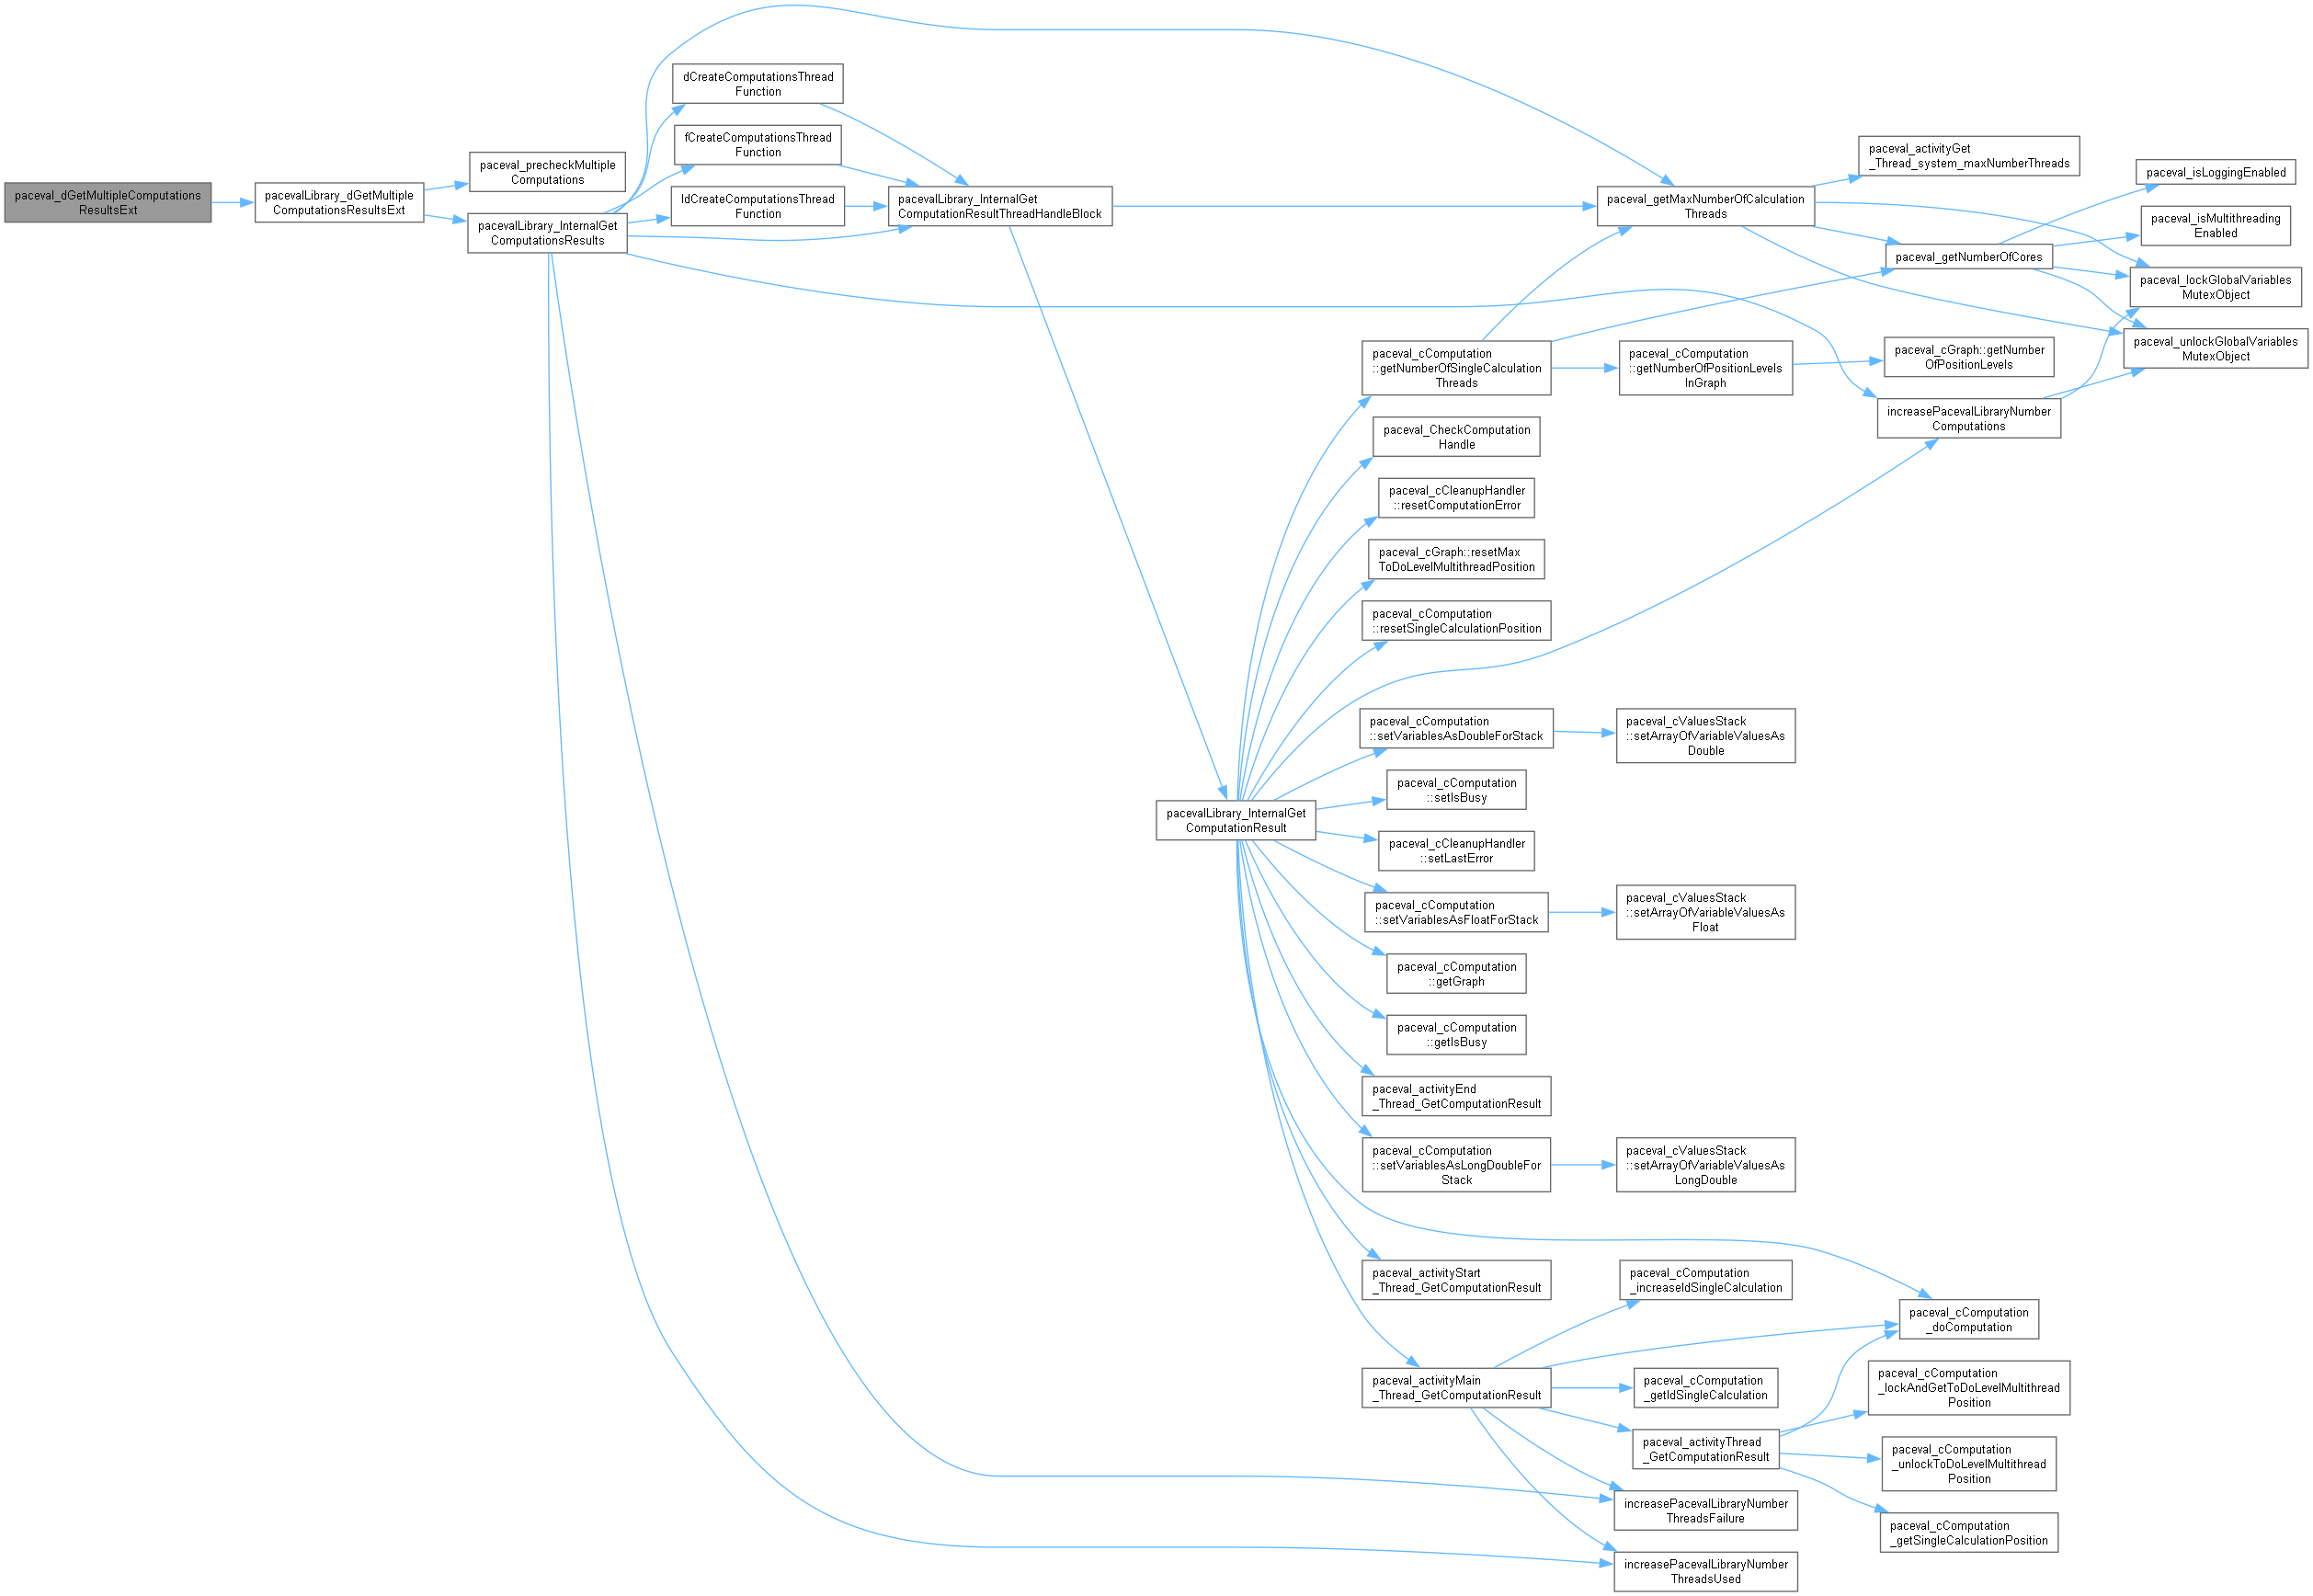 paceval_dGetMultipleComputations
ResultsExt
pacevalLibrary_dGetMultiple
ComputationsResultsExt
paceval_precheckMultiple
Computations
pacevalLibrary_InternalGet
ComputationsResults
dCreateComputationsThread
Function
fCreateComputationsThread
Function
ldCreateComputationsThread
Function
pacevalLibrary_InternalGet
ComputationResultThreadHandleBlock
pacevalLibrary_InternalGet
ComputationResult
paceval_cComputation
::getNumberOfSingleCalculation
Threads
paceval_CheckComputation
Handle
paceval_cCleanupHandler
::resetComputationError
paceval_cGraph::resetMax
ToDoLevelMultithreadPosition
paceval_cComputation
::resetSingleCalculationPosition
paceval_cComputation
::setVariablesAsDoubleForStack
paceval_cComputation
::setIsBusy
paceval_cCleanupHandler
::setLastError
paceval_cComputation
::setVariablesAsFloatForStack
paceval_cComputation
::getGraph
paceval_cComputation
::getIsBusy
paceval_activityEnd
_Thread_GetComputationResult
paceval_cComputation
::setVariablesAsLongDoubleFor
Stack
paceval_activityStart
_Thread_GetComputationResult
paceval_activityMain
_Thread_GetComputationResult
paceval_getMaxNumberOfCalculation
Threads
paceval_cComputation
::getNumberOfPositionLevels
InGraph
paceval_cValuesStack
::setArrayOfVariableValuesAs
Double
paceval_cValuesStack
::setArrayOfVariableValuesAs
Float
paceval_cValuesStack
::setArrayOfVariableValuesAs
LongDouble
paceval_cComputation
_increaseIdSingleCalculation
paceval_cComputation
_getIdSingleCalculation
paceval_activityThread
_GetComputationResult
increasePacevalLibraryNumber
ThreadsFailure
increasePacevalLibraryNumber
ThreadsUsed
paceval_activityGet
_Thread_system_maxNumberThreads
paceval_getNumberOfCores
paceval_cGraph::getNumber
OfPositionLevels
increasePacevalLibraryNumber
Computations
paceval_cComputation
_doComputation
paceval_cComputation
_lockAndGetToDoLevelMultithread
Position
paceval_cComputation
_unlockToDoLevelMultithread
Position
paceval_cComputation
_getSingleCalculationPosition
paceval_isLoggingEnabled
paceval_isMultithreading
Enabled
paceval_lockGlobalVariables
MutexObject
paceval_unlockGlobalVariables
MutexObject